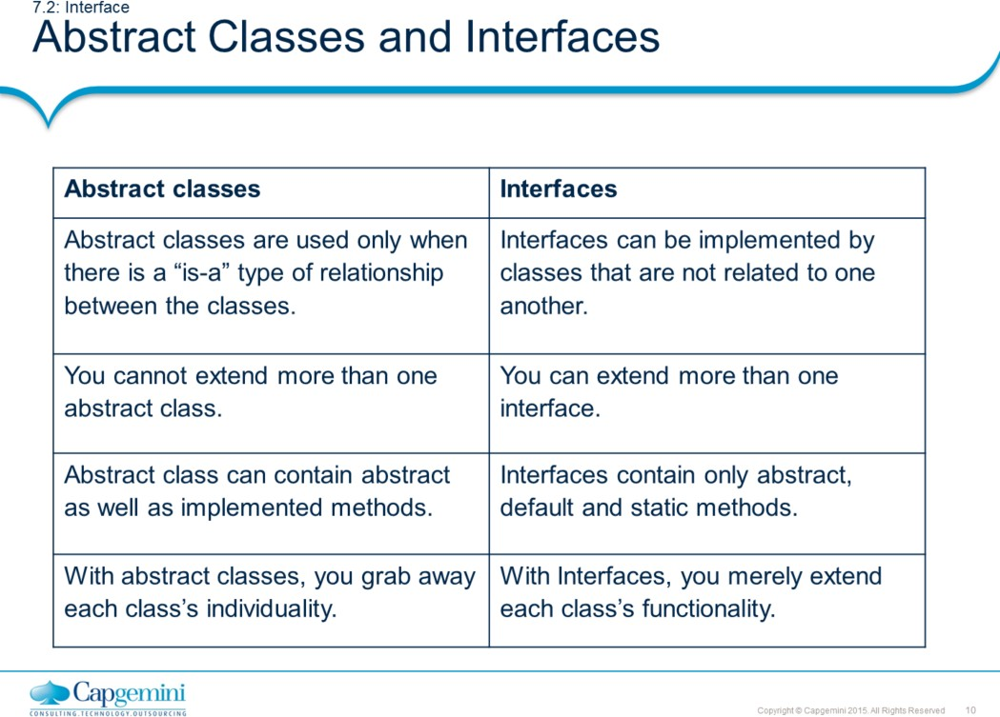 7.2: Interface
Abstract Classes and Interfaces
Abstract classes
Interfaces
Abstract classes are used only when
there is a “is-a” type of relationship
between the classes.
Interfaces can be implemented by
classes that are not related to one
another.
You cannot extend more than one
abstract class.
You can extend more than one
interface.
Abstract class can contain abstract
as well as implemented methods.
Interfaces contain only abstract,
default and static methods.
With abstract classes, you grab away
each class’s individuality.
With Interfaces, you merely extend
each class’s functionality.
Capgemini
CONSULTING.TECHNOLOGY.OUTSOURCING
Copyright © Capgemini 2015. All Rights Reserved 10